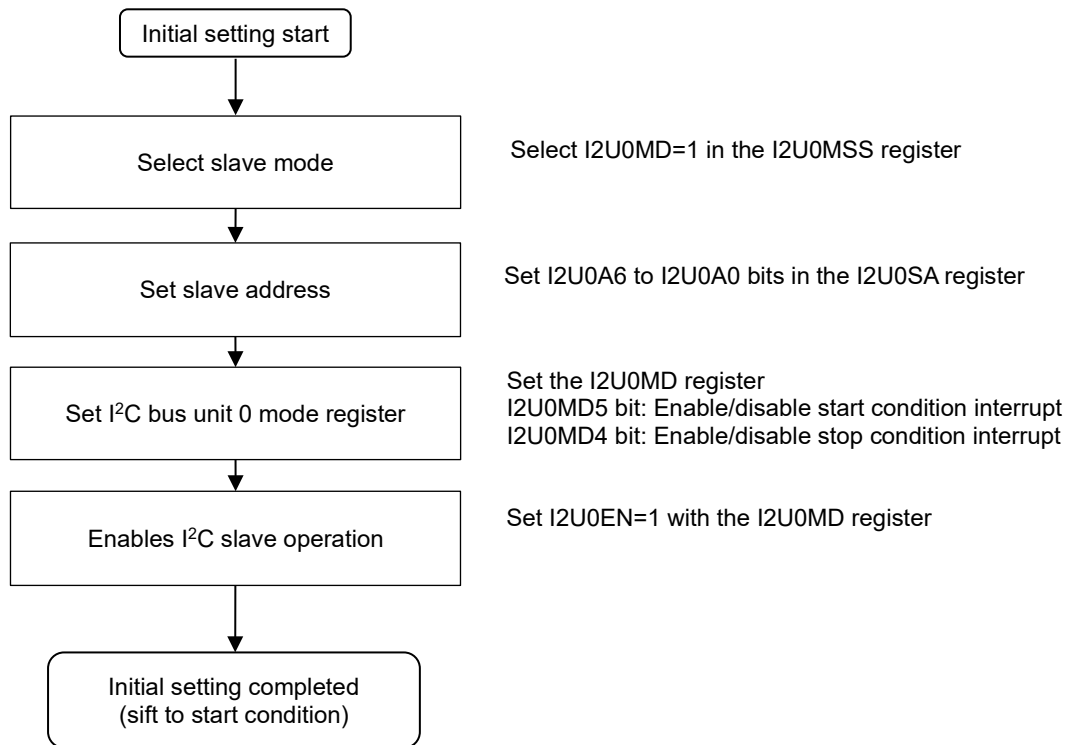 Initial setting start
Select slave mode
Select I2U0MD=1 in the I2U0MSS register
Set slave address
Set I2U0A6 to I2U0A0 bits in the I2U0SA register
Set I²C bus unit 0 mode register
Set the I2U0MD register
I2U0MD5 bit: Enable/disable start condition interrupt
I2U0MD4 bit: Enable/disable stop condition interrupt
Enables I²C slave operation
Set I2U0EN=1 with the I2U0MD register
Initial setting completed
(sift to start condition)